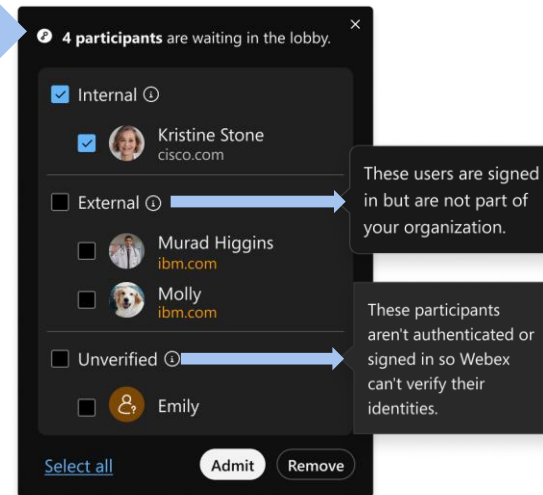 4 participants are waiting in the lobby.
Internal
Kristine Stone
cisco.com
External
Murad Higgins
ibm.com
Molly
ibm.com
Unverified
Emily
Select all
Admit
Remove
These users are signed
in but are not part of
your organization.
These participants
aren't authenticated or
signed in so Webex
can't verify their
identities.